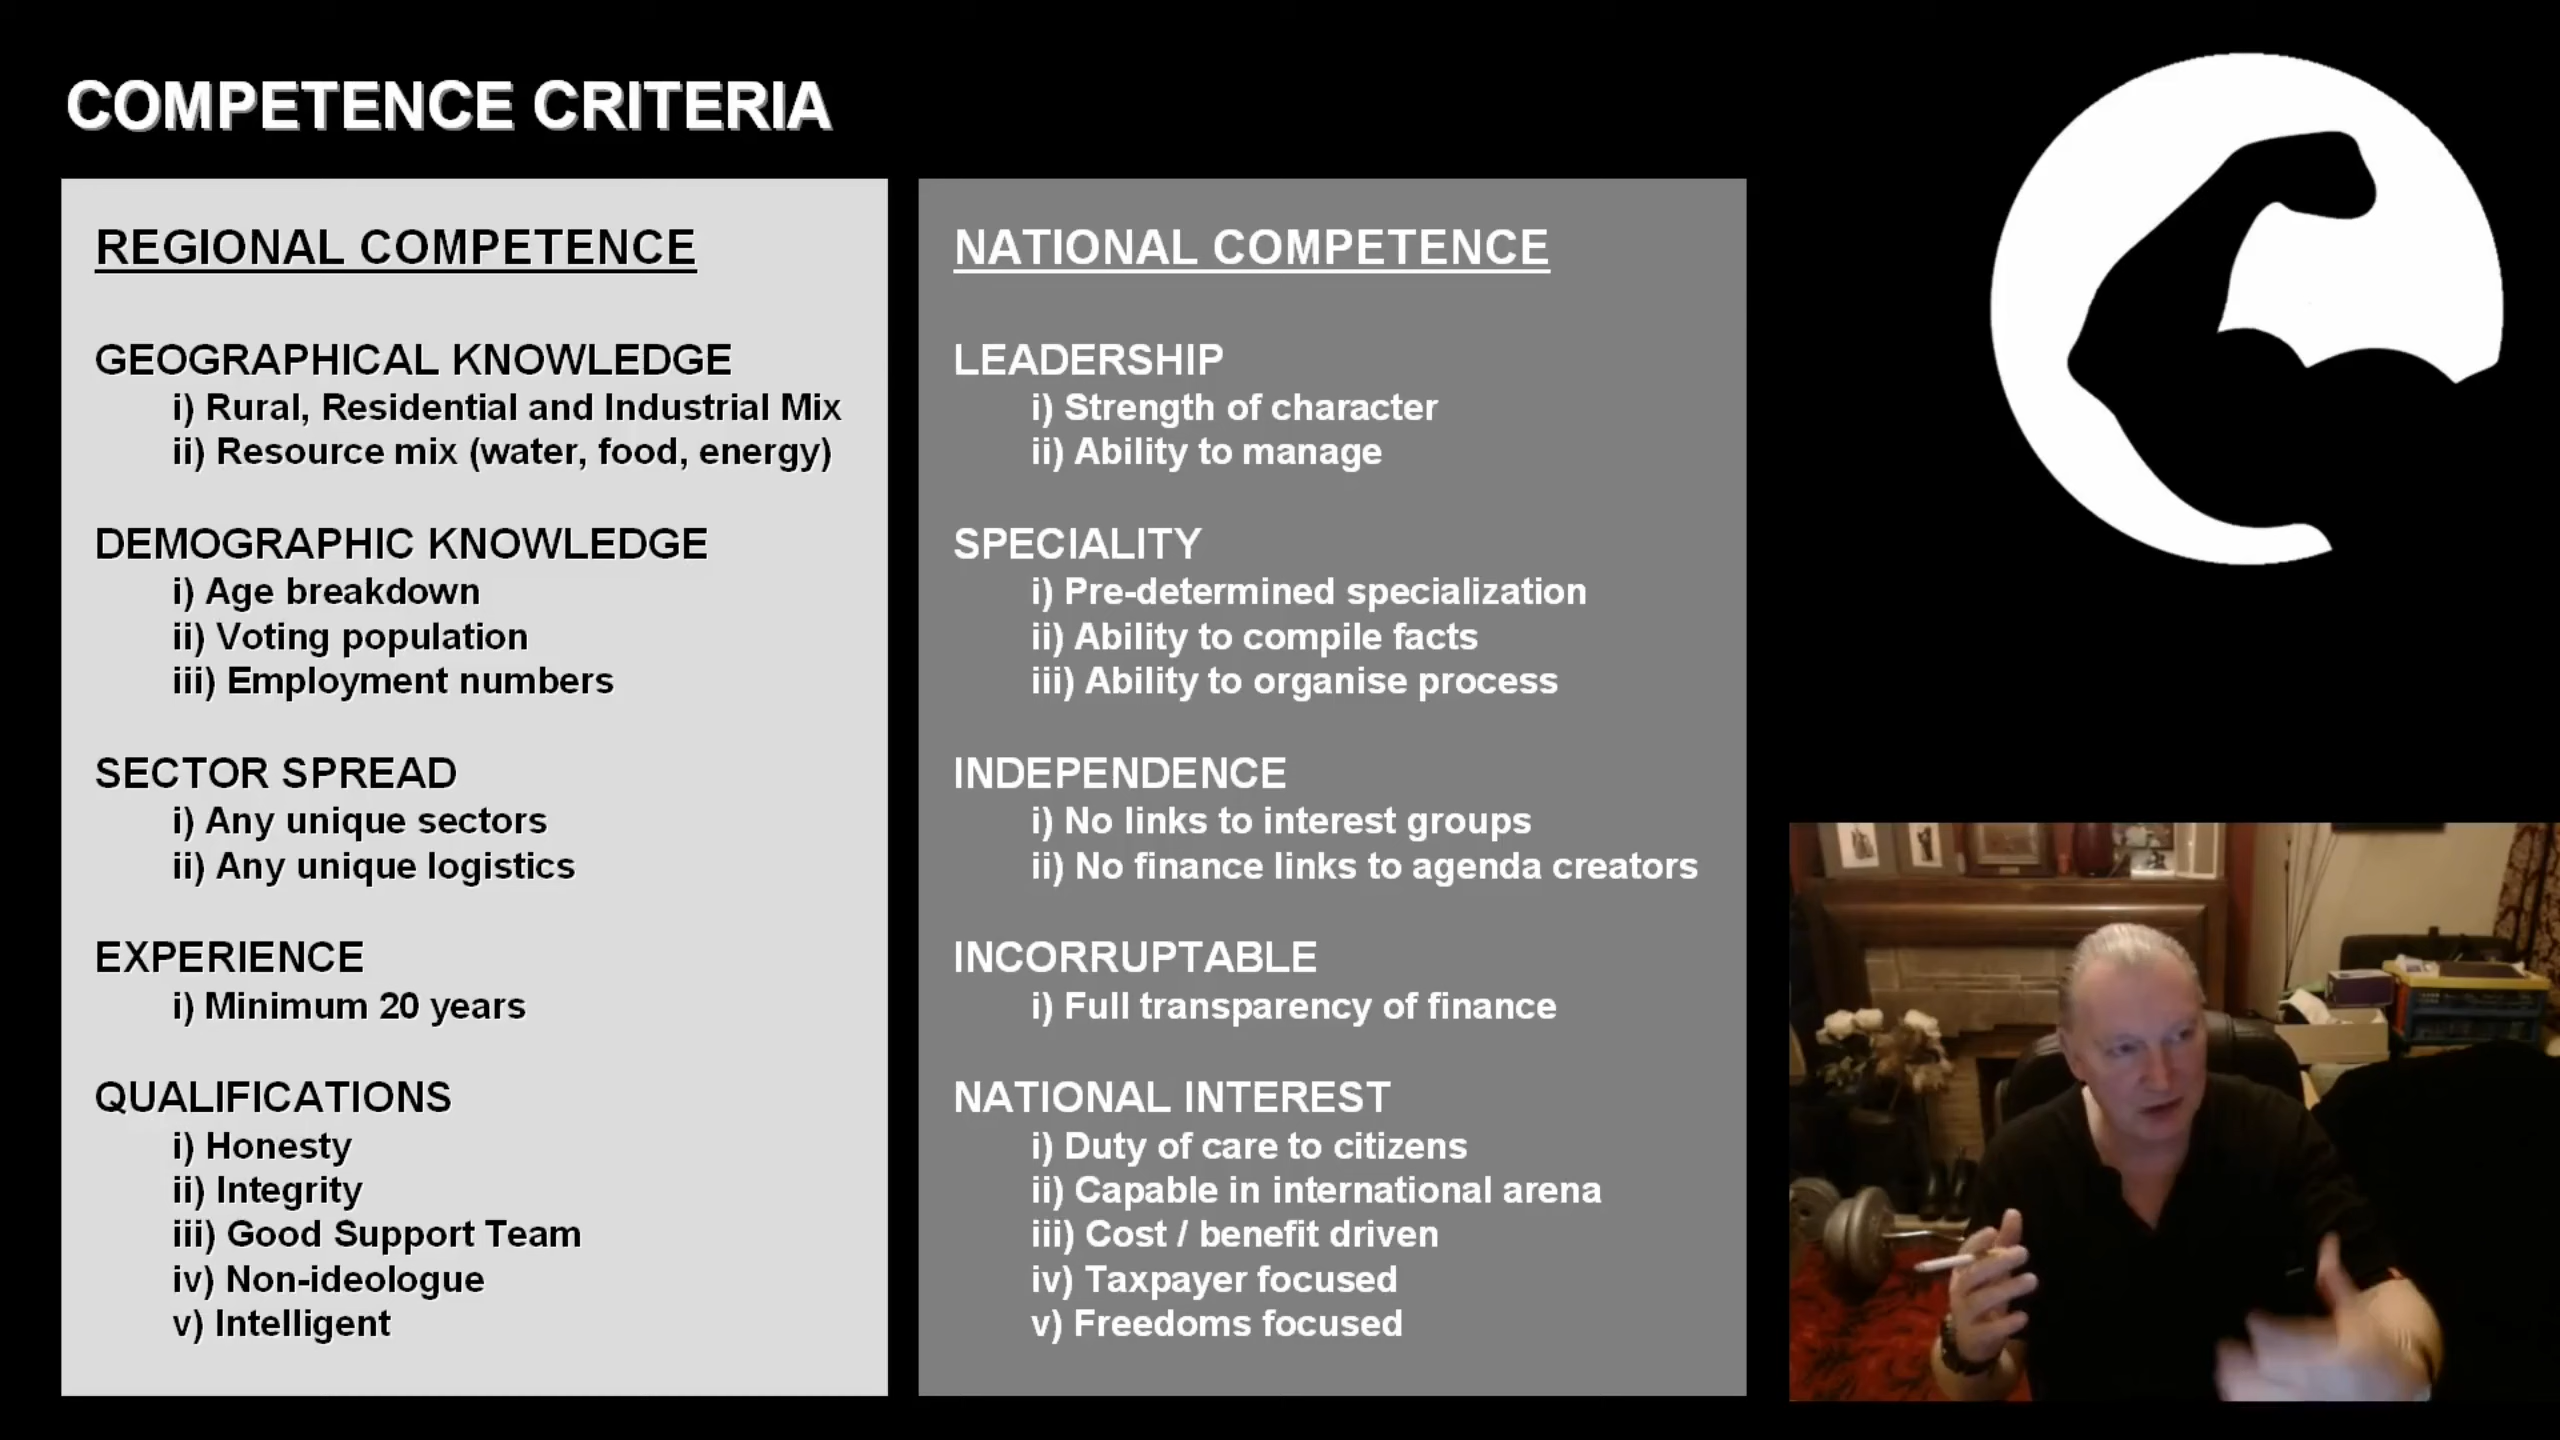 COMPETENCE CRITERIA
REGIONAL COMPETENCE
GEOGRAPHICAL KNOWLEDGE
i) Rural, Residential and Industrial Mix
ii) Resource mix (water, food, energy)
DEMOGRAPHIC KNOWLEDGE
i) Age breakdown
ii) Voting population
iii) Employment numbers
SECTOR SPREAD
i) Any unique sectors
ii) Any unique logistics
EXPERIENCE
i) Minimum 20 years
QUALIFICATIONS
i) Honesty
ii) Integrity
iii) Good Support Team
iv) Non-ideologue
v) Intelligent
NATIONAL COMPETENCE
LEADERSHIP
i) Strength of character
ii) Ability to manage
SPECIALITY
i) Pre-determined specialization
ii) Ability to compile facts
iii) Ability to organise process
INDEPENDENCE
i) No links to interest groups
ii) No finance links to agenda creators
INCORRUPTABLE
i) Full transparency of finance
NATIONAL INTEREST
i) Duty of care to citizens
ii) Capable in international arena
iii) Cost / benefit driven
iv) Taxpayer focused
v) Freedoms focused